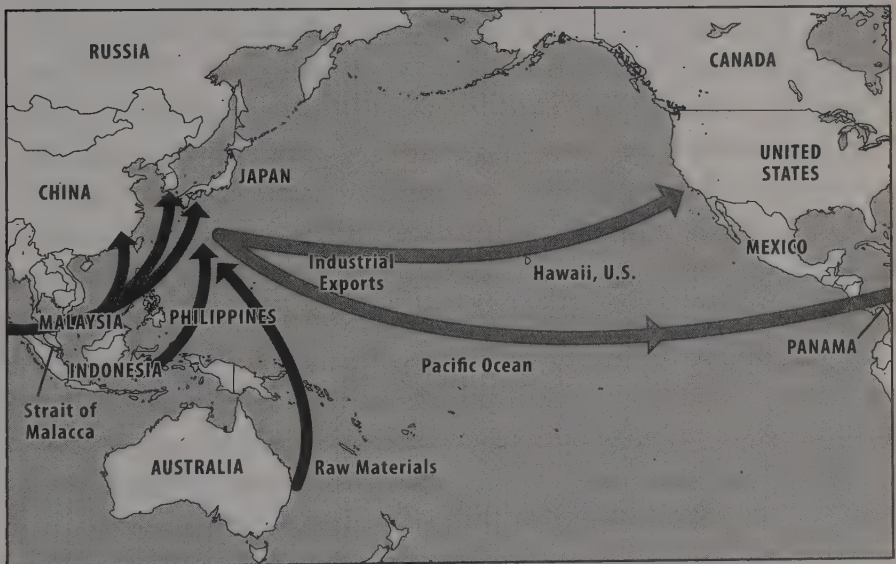 RUSSIA
CANADA
UNITED
STATES
CHINA
JAPAN
MEXICO
Industrial
Exports
Hawaii, U.S.
MALAYSIA
PHILIPPINES
PANAMA
Pacific Ocean
INDONESIA
Strait of
Malacca
AUSTRALIA
Raw Materials